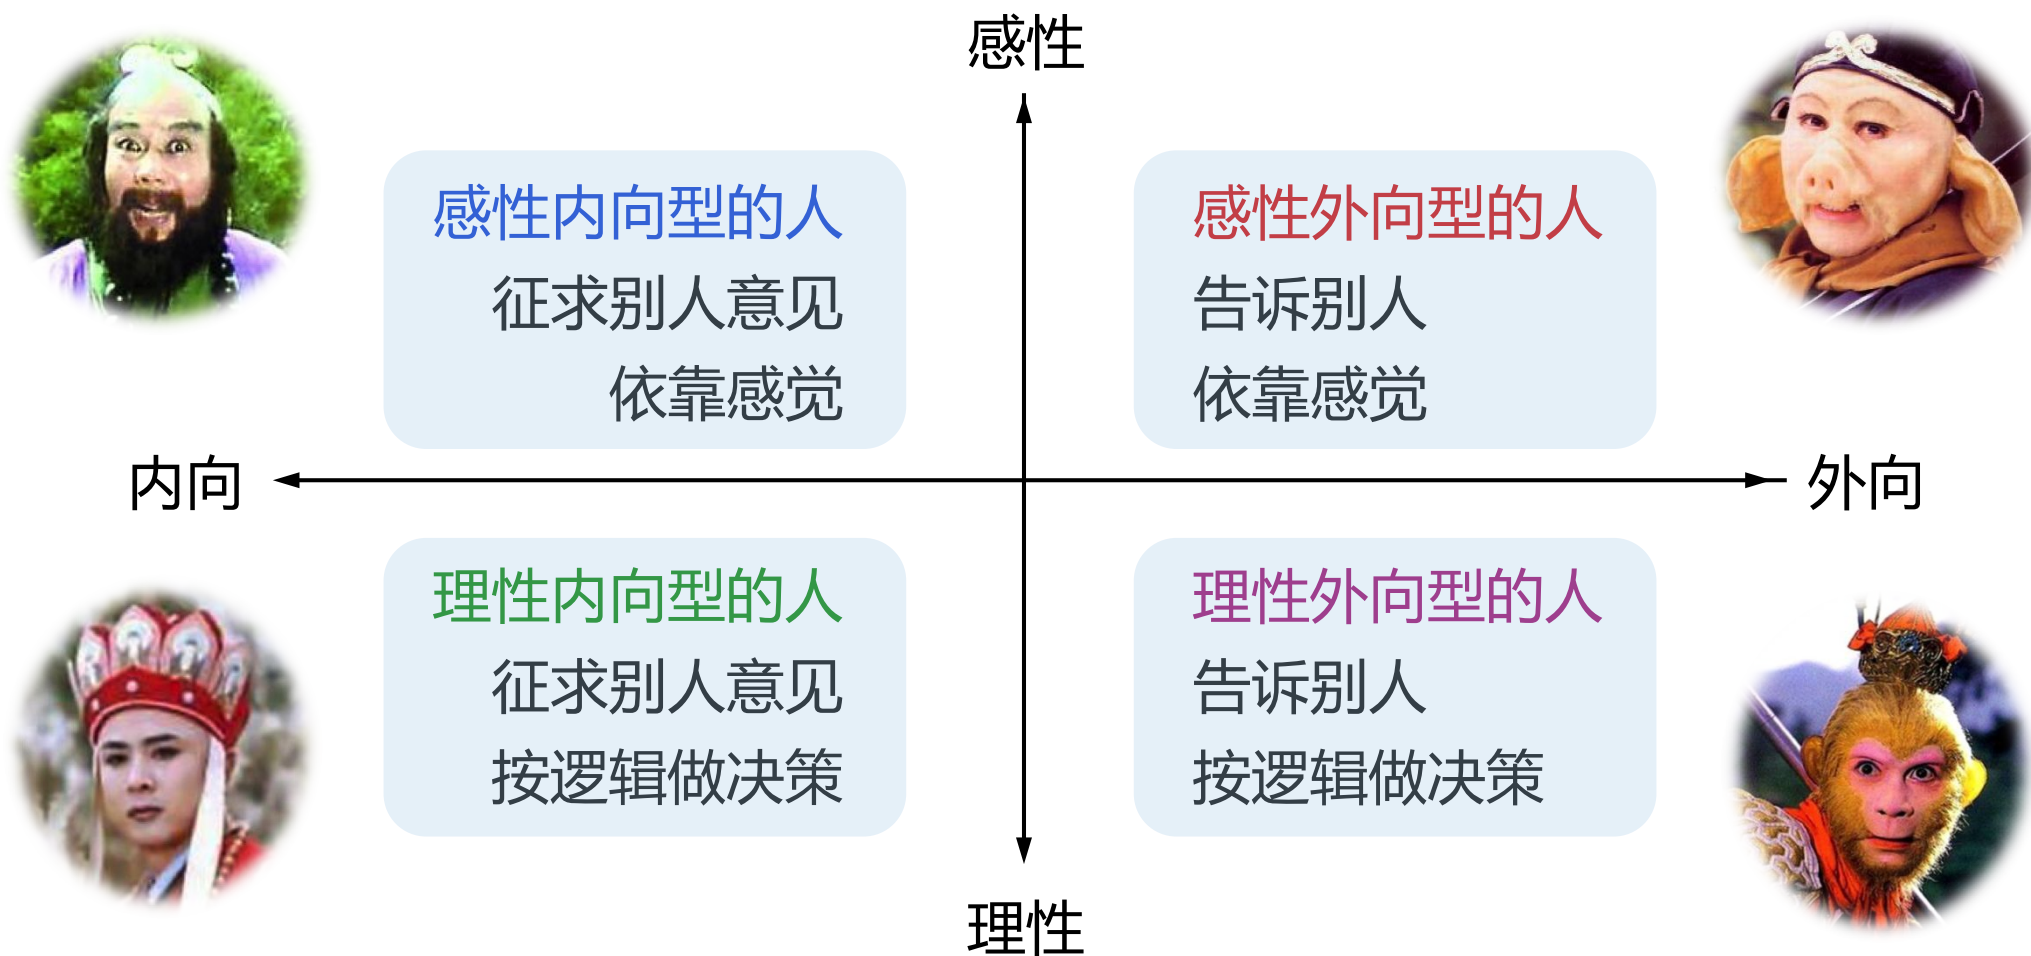 感性
感性内向型的人
征求别人意见
依靠感觉
感性外向型的人
告诉别人
依靠感觉
内向
外向
理性内向型的人
征求别人意见
按逻辑做决策
理性外向型的人
告诉别人
按逻辑做决策
理性